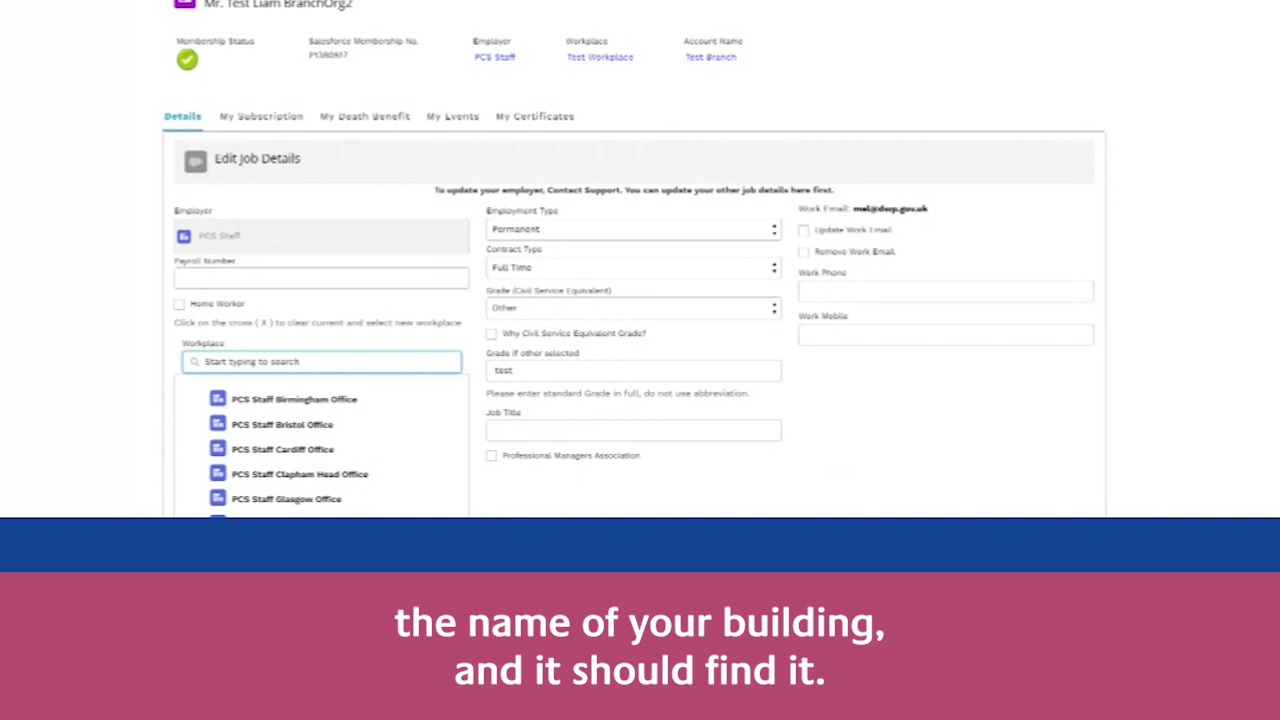 Mr. Test Liam BranchOrg2
Membership Status
Salesforce Membership No.
Employer
Workplace
Account Name
P1380517
PCS Staff
Test Workplace
Test Branch
Details
My Subscription
My Death Benefit
My Events
My Certificates
Edit Job Details
To update your employer, Contact Support. You can update your other job details here first.
Employer
PCS Staff
Payroll Number
Home Worker
Click on the cross ( X ) to clear current and select new workplace
Workplace
Start typing to search
PCS Staff Birmingham Office
PCS Staff Bristol Office
PCS Staff Cardiff Office
PCS Staff Clapham Head Office
PCS Staff Glasgow Office
Employment Type
Permanent
Contract Type
Full Time
Grade (Civil Service Equivalent)
Other
Why Civil Service Equivalent Grade?
Grade if other selected
test
Please enter standard Grade in full, do not use abbreviation.
Job Title
Professional Managers Association
Work Email: mel@dwp.gov.uk
Update Work Email
Remove Work Email
Work Phone
Work Mobile
the name of your building,
and it should find it.